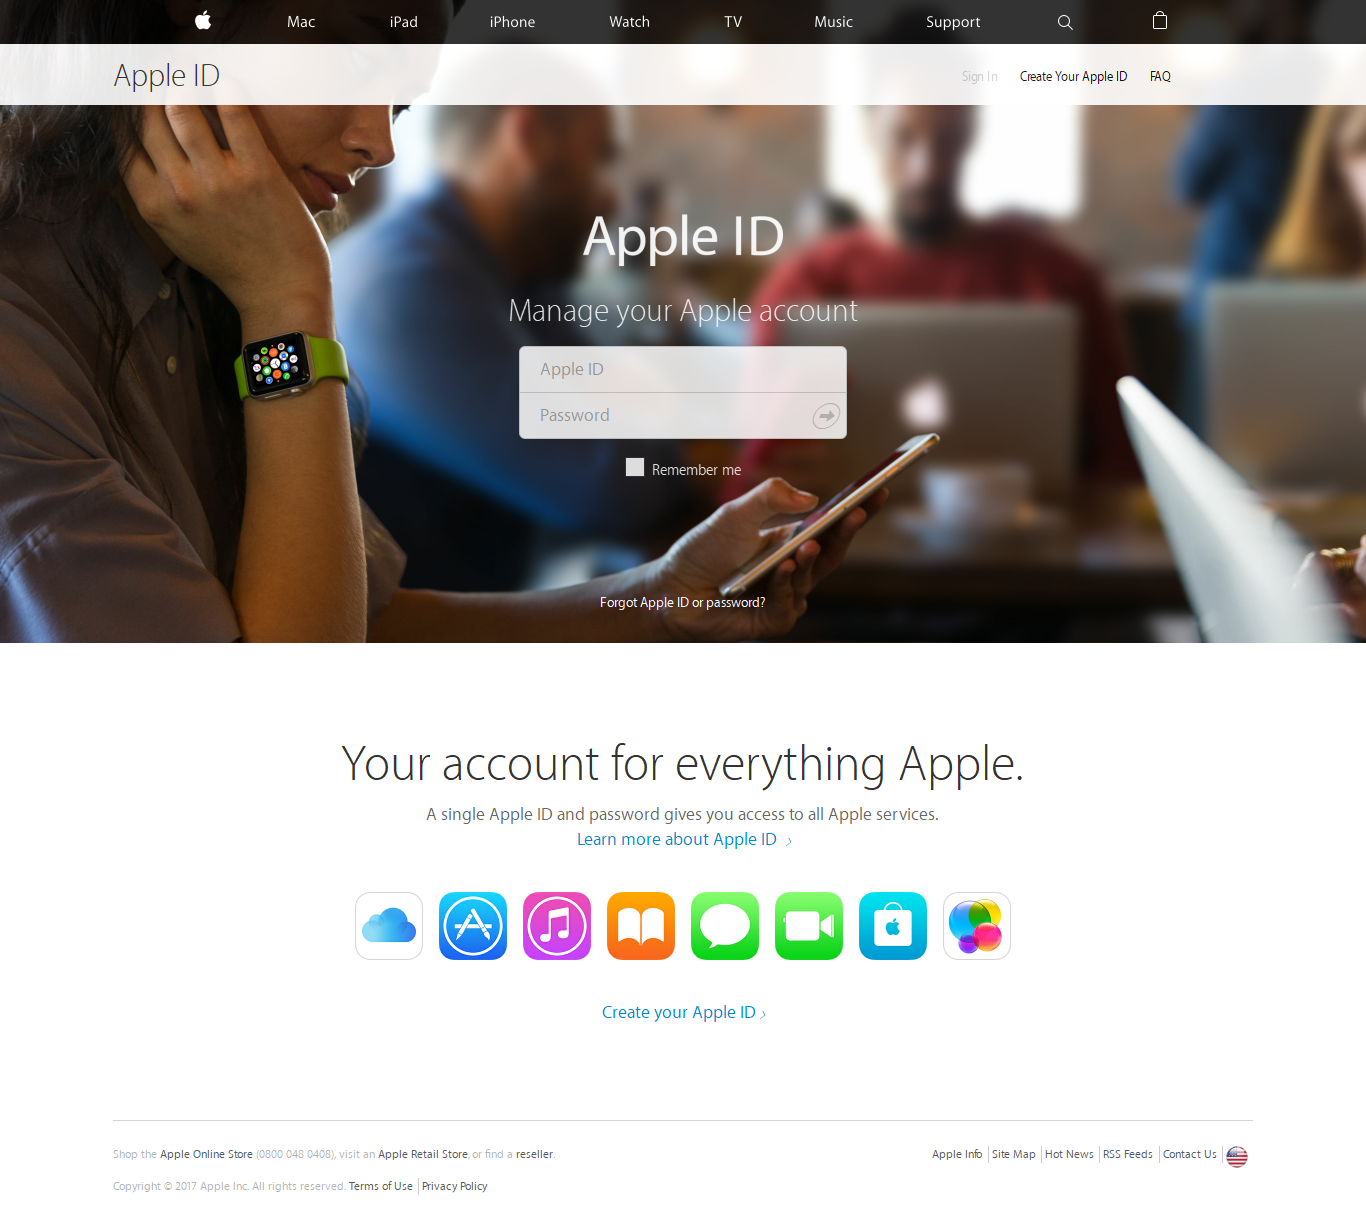 Mac iPad iPhone Watch TV Music Support
Apple ID
Sign In Create Your Apple ID FAQ
Apple ID
Manage your Apple account
Apple ID
Password
Remember me
Forgot Apple ID or password?
Your account for everything Apple.
A single Apple ID and password gives you access to all Apple services.
Learn more about Apple ID
Create your Apple ID
Shop the Apple Online Store (0800 048 0408), visit an Apple Retail Store, or find a reseller.
Apple Info Site Map Hot News RSS Feeds Contact Us
Copyright © 2017 Apple Inc. All rights reserved. Terms of Use Privacy Policy